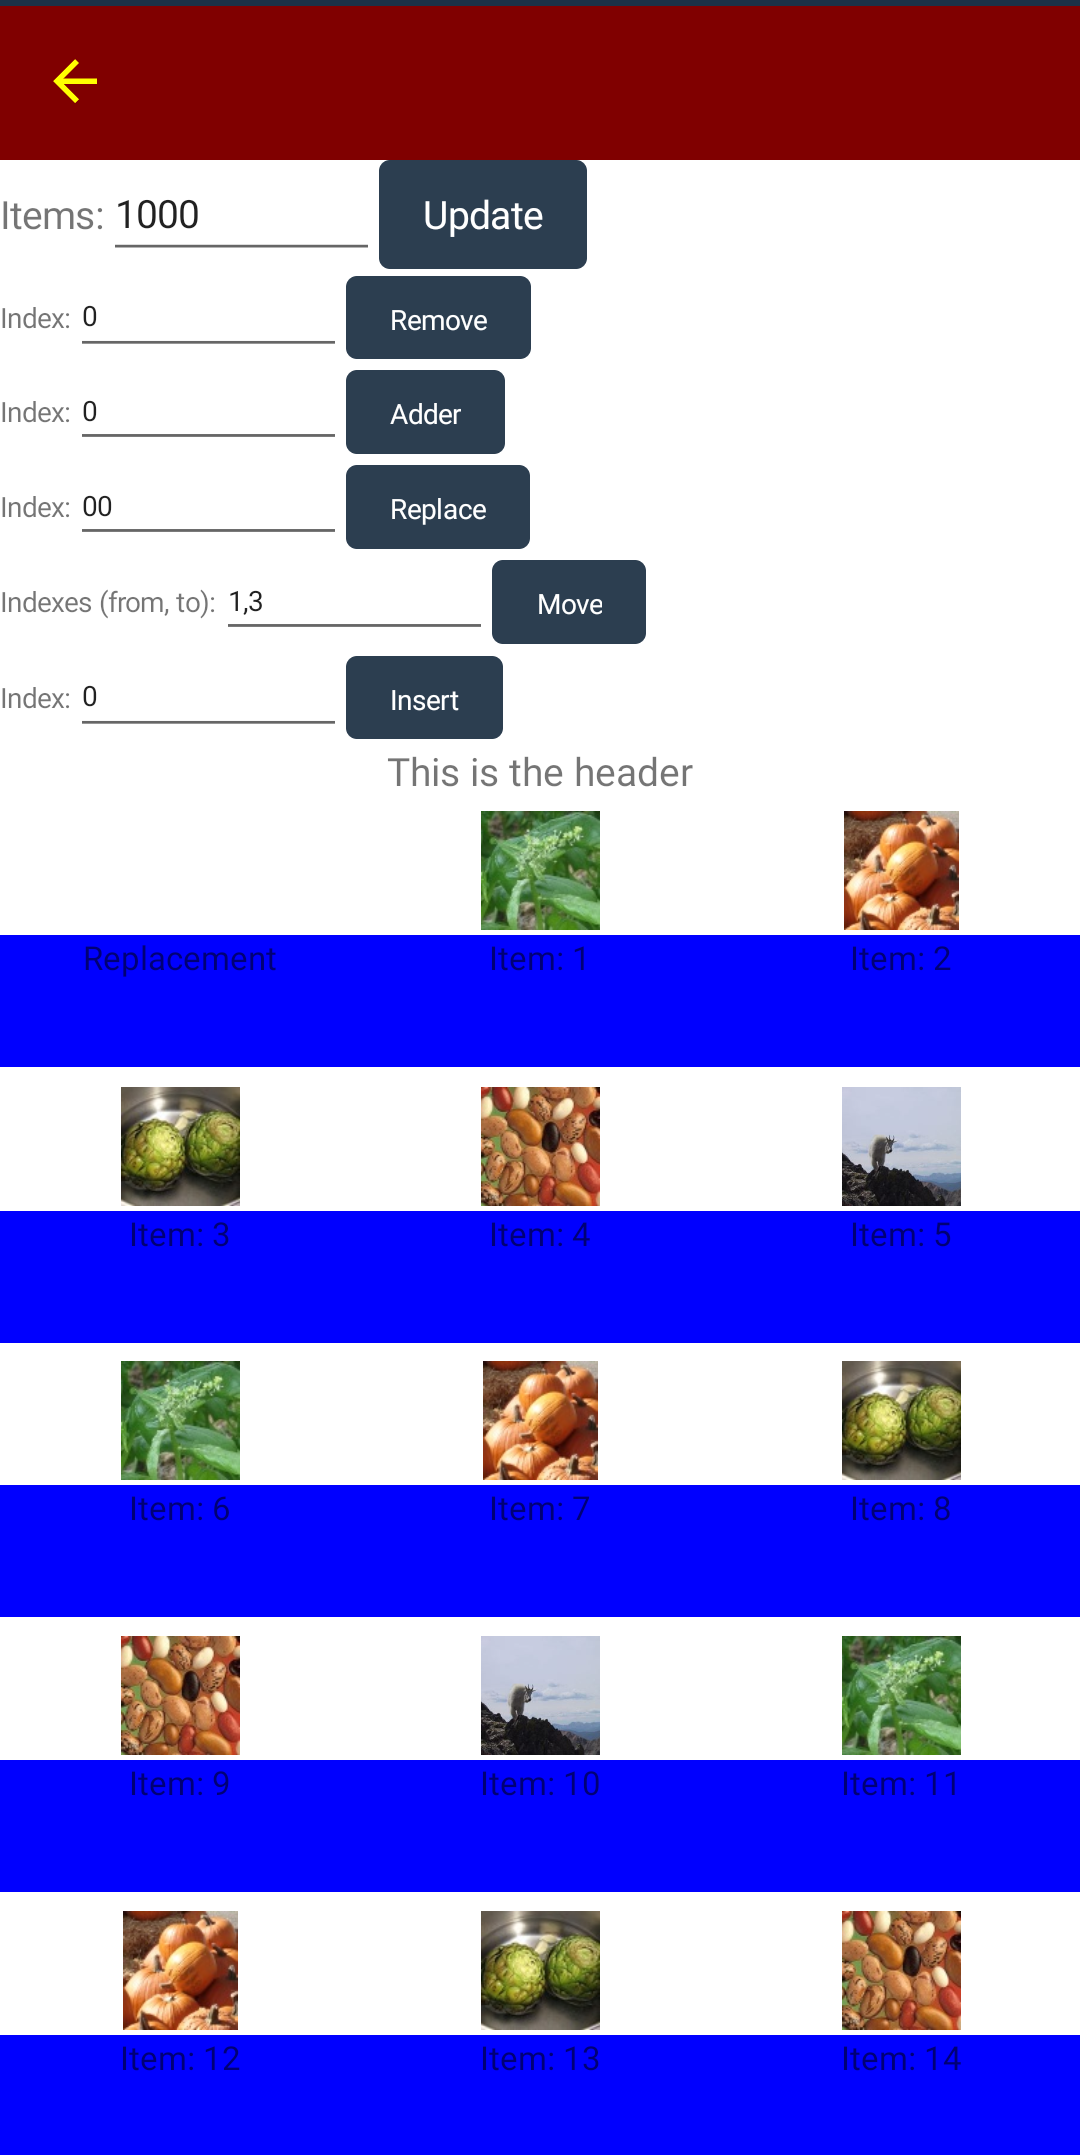 Items: 1000 Update
Index: 0 Remove
Index: 0 Adder
Index: 00 Replace
Indexes (from, to): 1,3 Move
Index: 0 Insert
This is the header
Replacement Item: 1 Item: 2
Item: 3 Item: 4 Item: 5
Item: 6 Item: 7 Item: 8
Item: 9 Item: 10 Item: 11
Item: 12 Item: 13 Item: 14